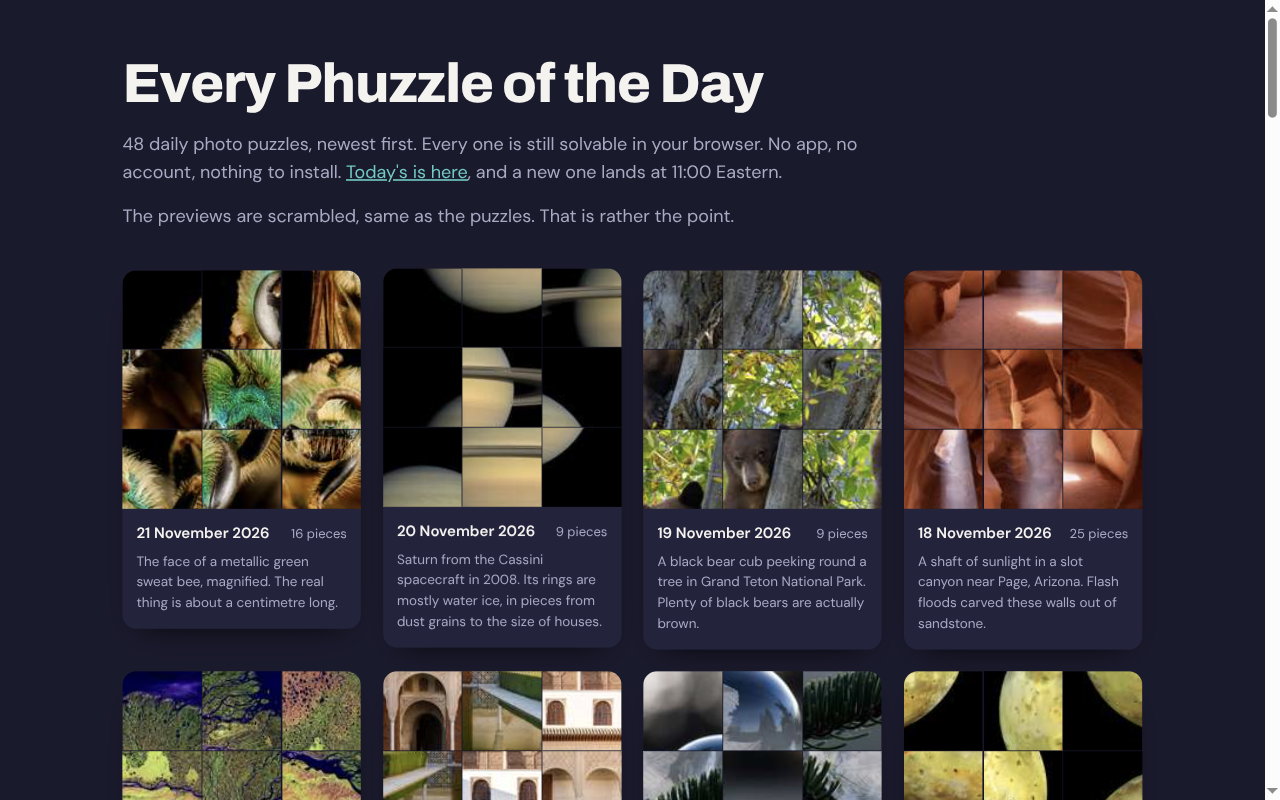 Every Phuzzle of the Day
48 daily photo puzzles, newest first. Every one is still solvable in your browser. No app, no
account, nothing to install. Today's is here, and a new one lands at 11:00 Eastern.
The previews are scrambled, same as the puzzles. That is rather the point.
21 November 2026 16 pieces
The face of a metallic green
sweat bee, magnified. The real
thing is about a centimetre long.
20 November 2026 9 pieces
Saturn from the Cassini
spacecraft in 2008. Its rings are
mostly water ice, in pieces from
dust grains to the size of houses.
19 November 2026 9 pieces
A black bear cub peeking round a
tree in Grand Teton National Park.
Plenty of black bears are actually
brown.
18 November 2026 25 pieces
A shaft of sunlight in a slot
canyon near Page, Arizona. Flash
floods carved these walls out of
sandstone.